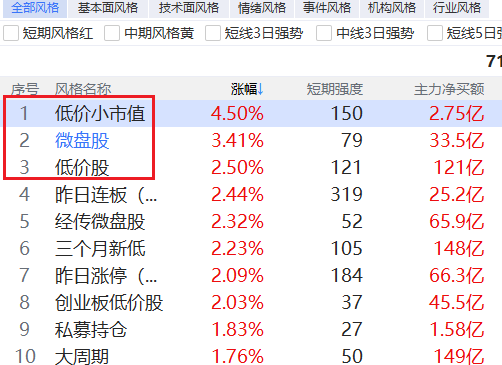 全部风格 基本面风格 技术面风格 情绪风格 事件风格 机构风格 行业风格
短期风格红 中期风格黄 短线3日强势 中线3日强势 短线5日强
71
序号 风格名称 涨幅↓ 短期强度 主力净买额
1 低价小市值 4.50% 150 2.75亿
2 微盘股 3.41% 79 33.5亿
3 低价股 2.50% 121 121亿
4 昨日连板（... 2.44% 319 25.2亿
5 经传微盘股 2.32% 52 65.9亿
6 三个月新低 2.23% 105 148亿
7 昨日涨停（... 2.09% 184 66.3亿
8 创业板低价股 2.03% 37 45.5亿
9 私募持仓 1.83% 27 1.58亿
10 大周期 1.76% 50 149亿